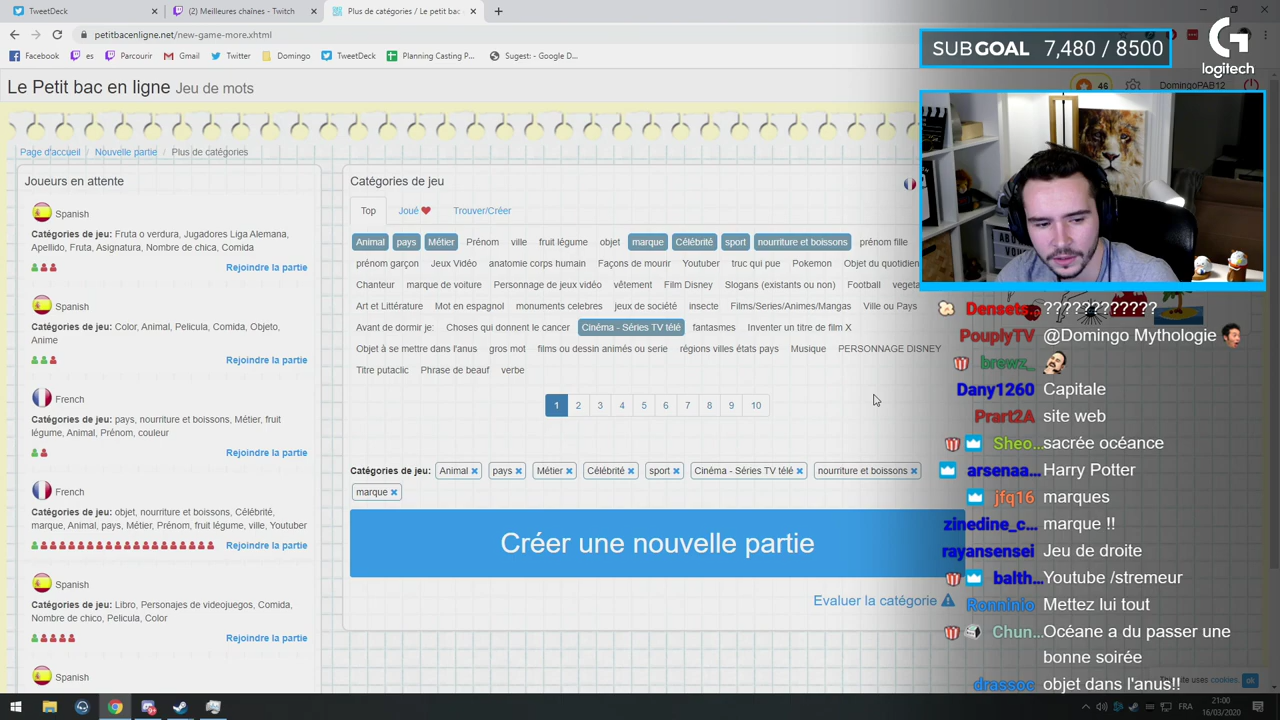 TweetDeck
(2) Meilleures chaînes - Twitch
Plus de catégories / Le petit bac
petitbacenligne.net/new-game-more.xhtml
Facebook
es
Parcourir
Gmail
Twitter
Domingo
TweetDeck
Planning Casting P...
Sugest: - Google D...
SUBGOAL 7,480 / 8500
logitech
Le Petit bac en ligne Jeu de mots
46
DomingoPAB12
Page d'accueil / Nouvelle partie / Plus de catégories
Joueurs en attente
Spanish
Catégories de jeu: Fruta o verdura, Jugadores Liga Alemana,
Apellido, Fruta, Asignatura, Nombre de chica, Comida
Rejoindre la partie
Spanish
Catégories de jeu: Color, Animal, Pelicula, Comida, Objeto,
Anime
Rejoindre la partie
French
Catégories de jeu: pays, nourriture et boissons, Métier, fruit
légume, Animal, Prénom, couleur
Rejoindre la partie
French
Catégories de jeu: objet, nourriture et boissons, Célébrité,
marque, Animal, pays, Métier, Prénom, fruit légume, ville, Youtuber
Rejoindre la partie
Spanish
Catégories de jeu: Libro, Personajes de videojuegos, Comida,
Nombre de chico, Pelicula, Color
Rejoindre la partie
Spanish
Catégories de jeu
Top
Joué
Trouver/Créer
Animal pays Métier Prénom ville fruit légume objet marque Célébrité sport nourriture et boissons prénom fille
prénom garçon Jeux Vidéo anatomie corps humain Façons de mourir Youtuber truc qui pue Pokemon Objet du quotidien
Chanteur marque de voiture Personnage de jeux vidéo vêtement Film Disney Slogans (existants ou non) Football
Art et Littérature Mot en espagnol monuments celebres jeux de société insecte Films/Series/Animes/Mangas Ville ou Pays
Avant de dormir je: Choses qui donnent le cancer Cinéma - Séries TV télé fantasmes Inventer un titre de film X
Objet à se mettre dans l'anus gros mot films ou dessin animés ou serie régions villes états pays Musique PERSONNAGE DISNEY
Titre putaclic Phrase de beauf verbe
1 2 3 4 5 6 7 8 9 10
Catégories de jeu: Animal × pays × Métier × Célébrité × sport × Cinéma - Séries TV télé × nourriture et boissons ×
marque ×
Créer une nouvelle partie
Evaluer la catégorie
Densets... ????????????
PouplyTV @Domingo Mythologie
brewz_
Dany1260 Capitale
Prart2A site web
Sheo... sacrée océance
arsenaa... Harry Potter
jfq16 marques
zinedine_c... marque !!
rayansensei Jeu de droite
balth... Youtube /stremeur
Ronninio Mettez lui tout
Chun... Océane a du passer une
bonne soirée
drassoc objet dans l'anus!!
uses cookies. ok
FRA
21:00
16/03/2020